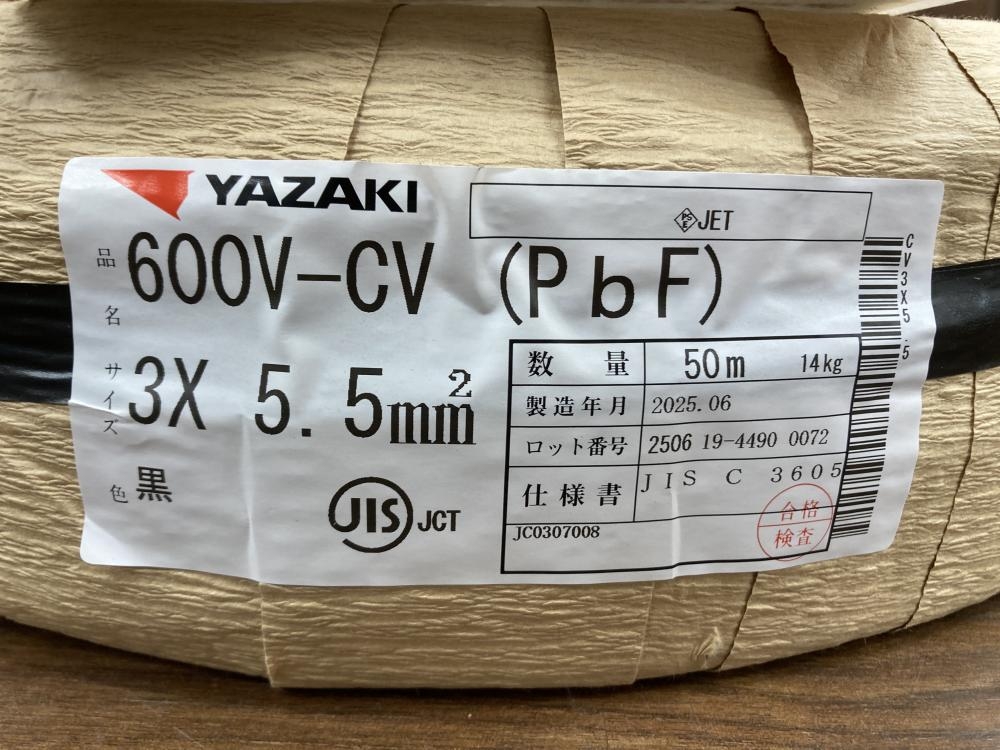 YAZAKI
PSE JET
品名 600V-CV (PbF)
サイズ 3X 5.5mm²
色 黒
JIS JCT
数量 50m 14kg
製造年月 2025.06
ロット番号 2506 19-4490 0072
仕様書 JIS C 3605
JC0307008
合格
検査
CV3X5.5